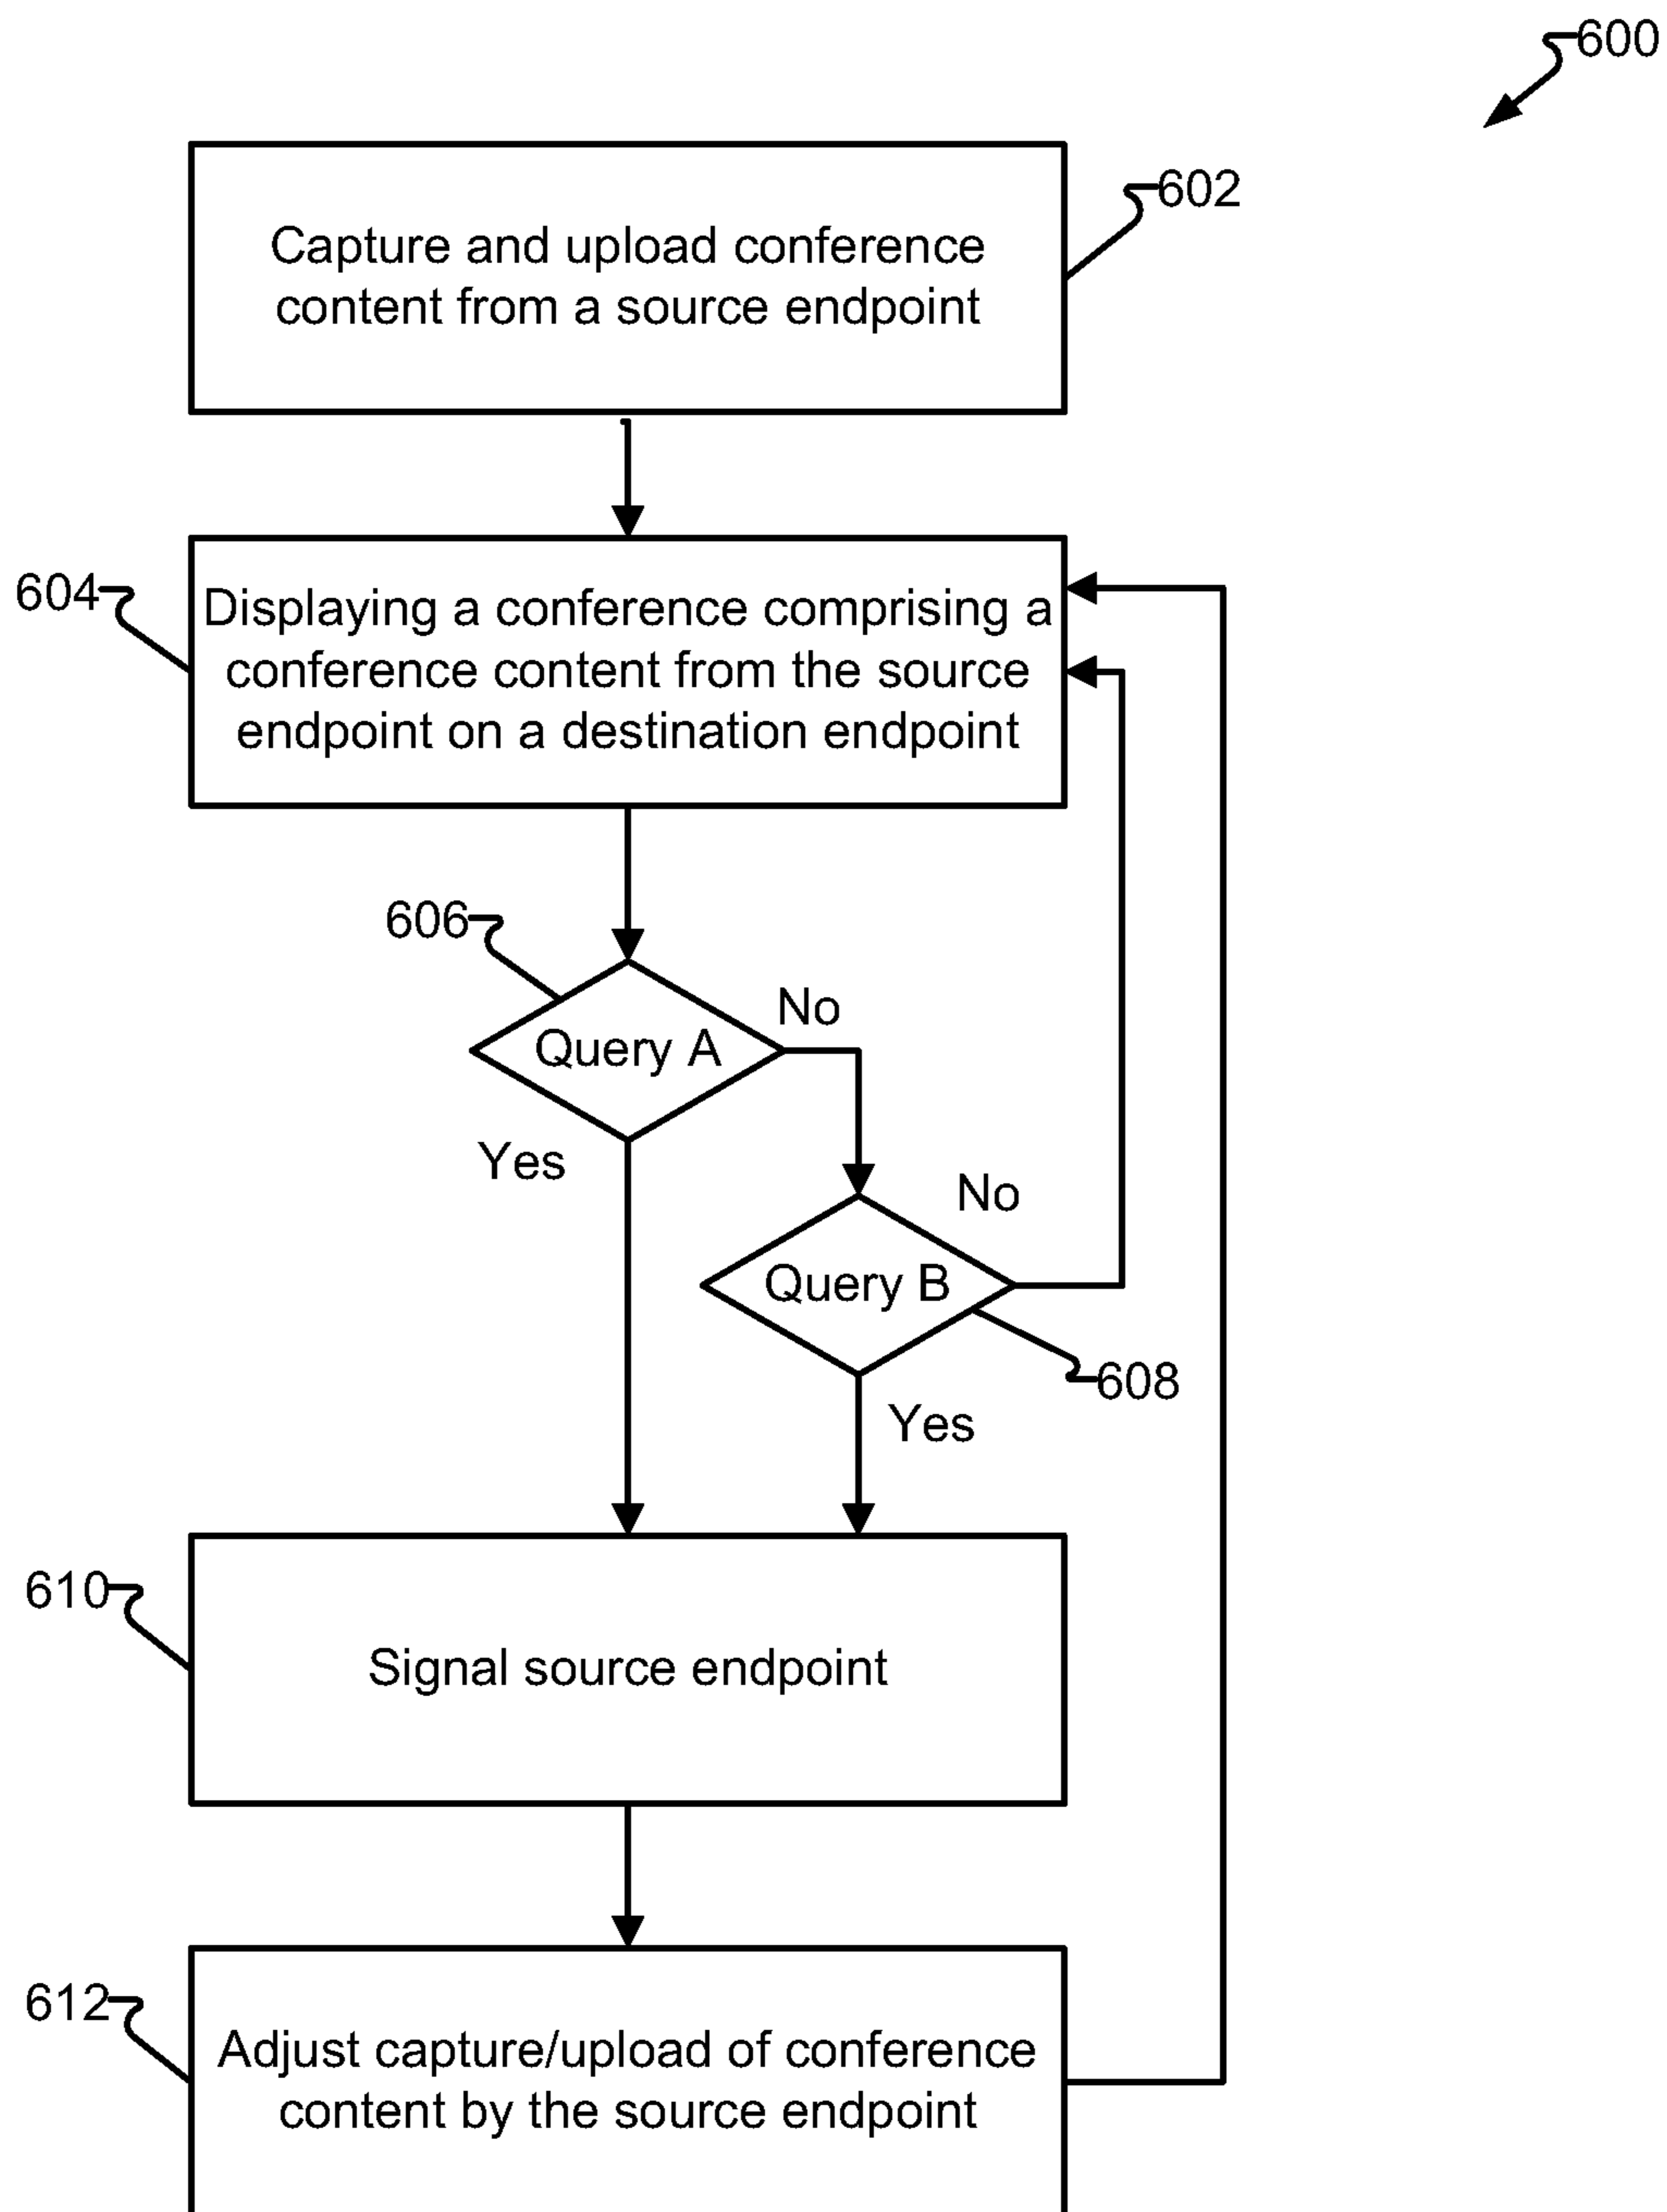 600
602
Capture and upload conference
content from a source endpoint
604
Displaying a conference comprising a
conference content from the source
endpoint on a destination endpoint
606
No
Query A
Yes
No
Query B
608
Yes
610
Signal source endpoint
612
Adjust capture/upload of conference
content by the source endpoint